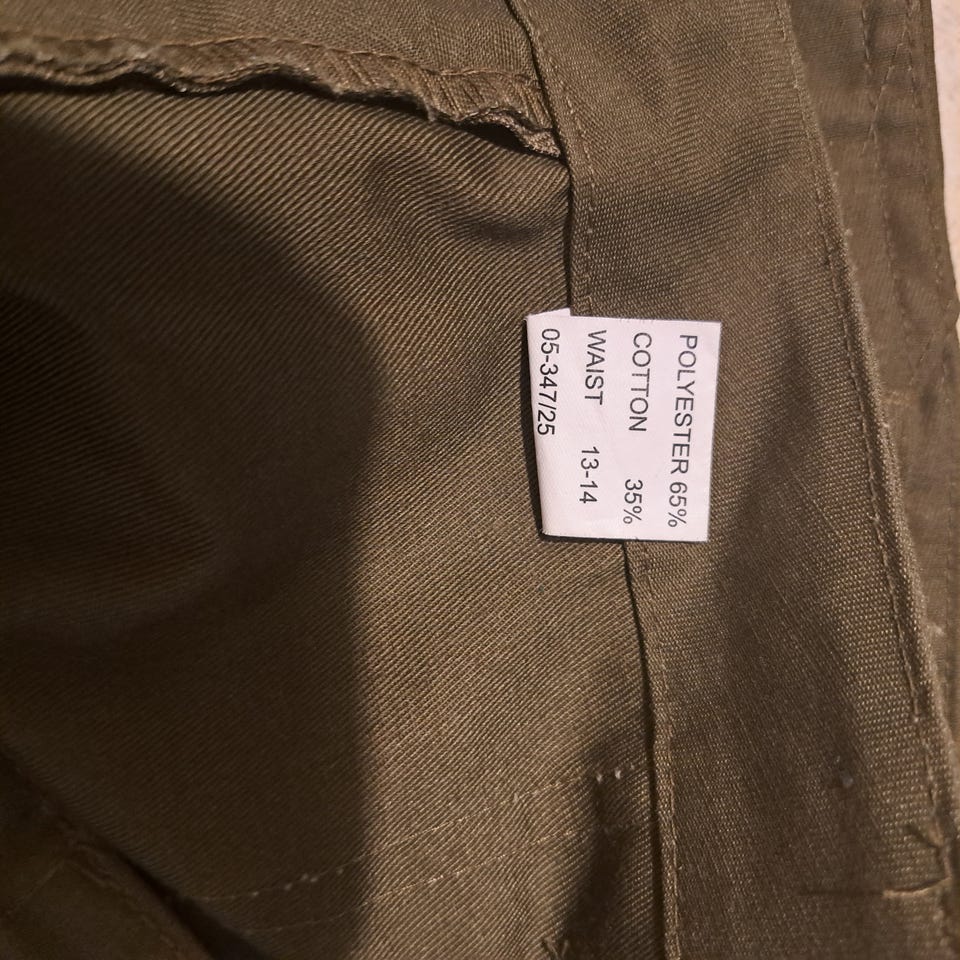 POLYESTER 65%
COTTON 35%
WAIST 13-14
05-347/25